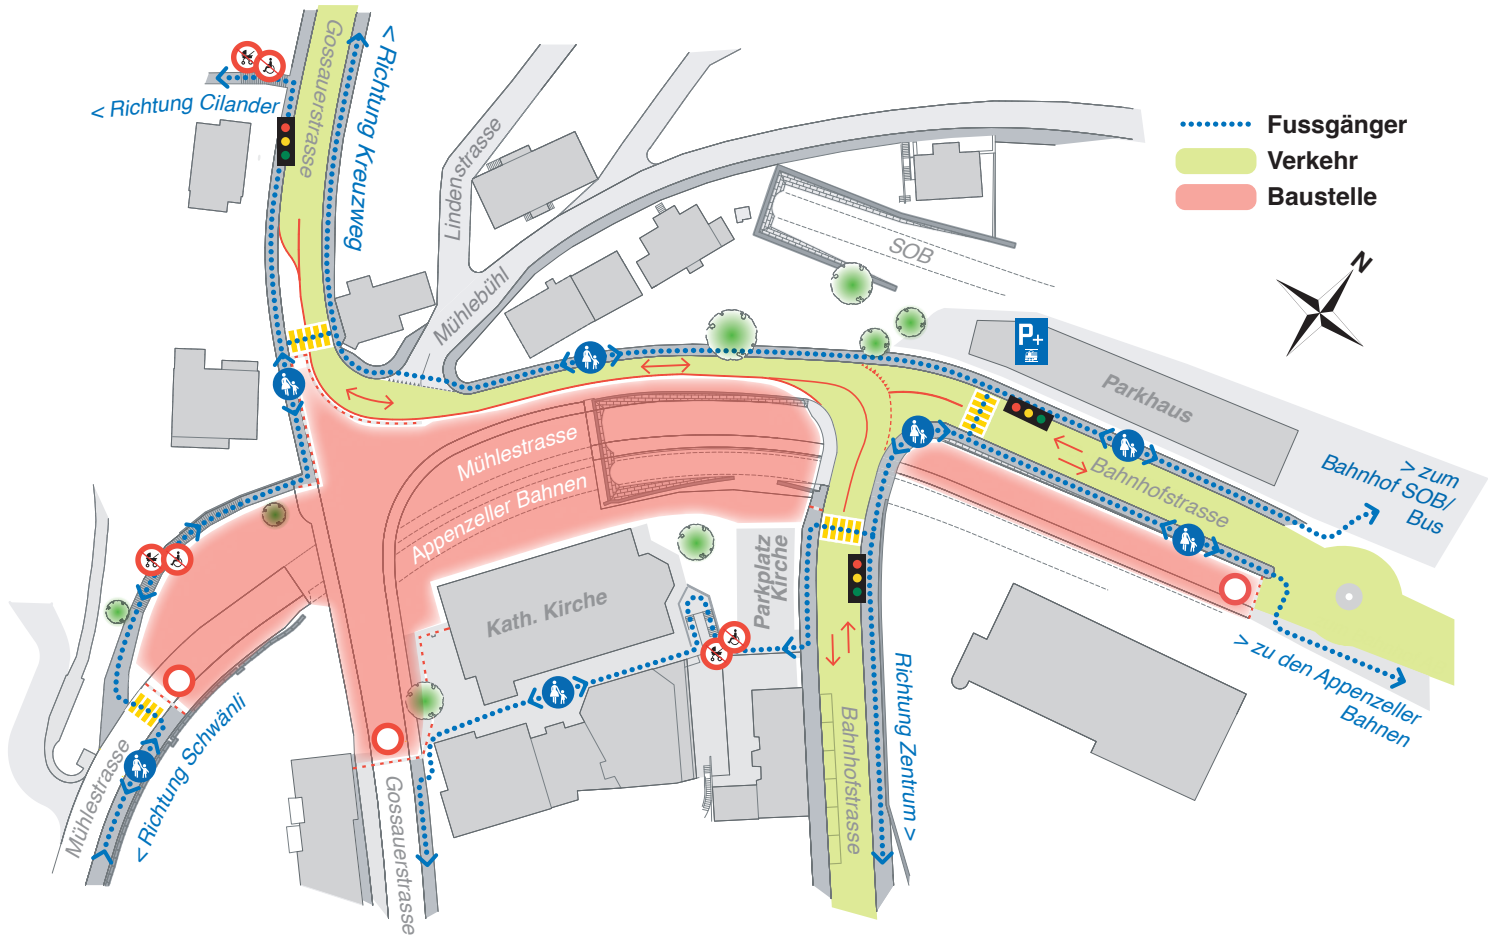 Gossauerstrasse
< Richtung Kreuzweg
< Richtung Cilander
Lindenstrasse
Mühlebühl
SOB
Fussgänger
Verkehr
Baustelle
N
P+
Parkhaus
> zum
Bahnhof SOB/
Bus
Bahnhofstrasse
Mühlestrasse
Appenzeller Bahnen
Kath. Kirche
Parkplatz
Kirche
> zu den Appenzeller
Bahnen
Richtung Zentrum >
Bahnhofstrasse
Mühlestrasse
< Richtung Schwänli
Gossauerstrasse